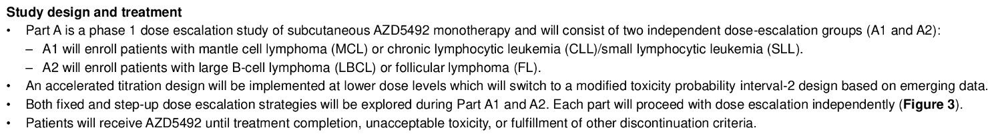 Study design and treatment
• Part A is a phase 1 dose escalation study of subcutaneous AZD5492 monotherapy and will consist of two independent dose-escalation groups (A1 and A2):
– A1 will enroll patients with mantle cell lymphoma (MCL) or chronic lymphocytic leukemia (CLL)/small lymphocytic leukemia (SLL).
– A2 will enroll patients with large B-cell lymphoma (LBCL) or follicular lymphoma (FL).
• An accelerated titration design will be implemented at lower dose levels which will switch to a modified toxicity probability interval-2 design based on emerging data.
• Both fixed and step-up dose escalation strategies will be explored during Part A1 and A2. Each part will proceed with dose escalation independently (Figure 3).
• Patients will receive AZD5492 until treatment completion, unacceptable toxicity, or fulfillment of other discontinuation criteria.